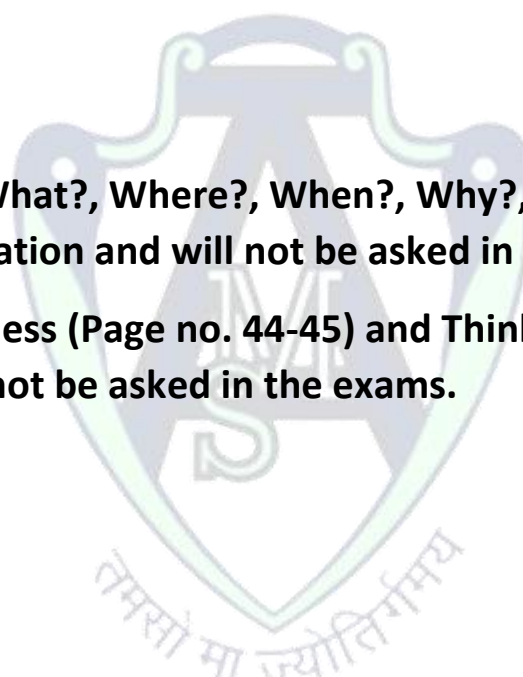 What?, Where?, When?, Why?,
ation and will not be asked in
ess (Page no. 44-45) and Think
not be asked in the exams.
A
M
S
तमसो मा ज्योतिर्गमय